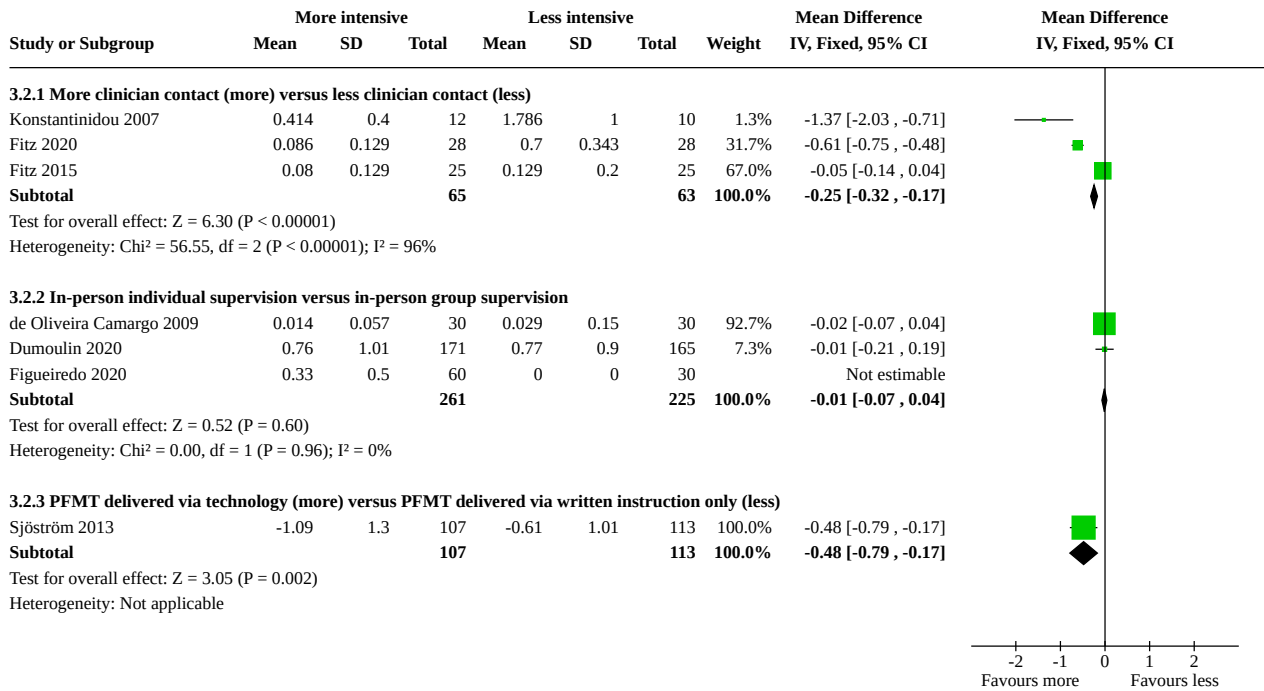 More intensive Less intensive Mean Difference Mean Difference
Study or Subgroup Mean SD Total Mean SD Total Weight IV, Fixed, 95% CI IV, Fixed, 95% CI
3.2.1 More clinician contact (more) versus less clinician contact (less)
Konstantinidou 2007 0.414 0.4 12 1.786 1 10 1.3% -1.37 [-2.03 , -0.71]
Fitz 2020 0.086 0.129 28 0.7 0.343 28 31.7% -0.61 [-0.75 , -0.48]
Fitz 2015 0.08 0.129 25 0.129 0.2 25 67.0% -0.05 [-0.14 , 0.04]
Subtotal 65 63 100.0% -0.25 [-0.32 , -0.17]
Test for overall effect: Z = 6.30 (P < 0.00001)
Heterogeneity: Chi² = 56.55, df = 2 (P < 0.00001); I² = 96%
3.2.2 In-person individual supervision versus in-person group supervision
de Oliveira Camargo 2009 0.014 0.057 30 0.029 0.15 30 92.7% -0.02 [-0.07 , 0.04]
Dumoulin 2020 0.76 1.01 171 0.77 0.9 165 7.3% -0.01 [-0.21 , 0.19]
Figueiredo 2020 0.33 0.5 60 0 0 30 Not estimable
Subtotal 261 225 100.0% -0.01 [-0.07 , 0.04]
Test for overall effect: Z = 0.52 (P = 0.60)
Heterogeneity: Chi² = 0.00, df = 1 (P = 0.96); I² = 0%
3.2.3 PFMT delivered via technology (more) versus PFMT delivered via written instruction only (less)
Sjöström 2013 -1.09 1.3 107 -0.61 1.01 113 100.0% -0.48 [-0.79 , -0.17]
Subtotal 107 113 100.0% -0.48 [-0.79 , -0.17]
Test for overall effect: Z = 3.05 (P = 0.002)
Heterogeneity: Not applicable
-2 -1 0 1 2
Favours more Favours less